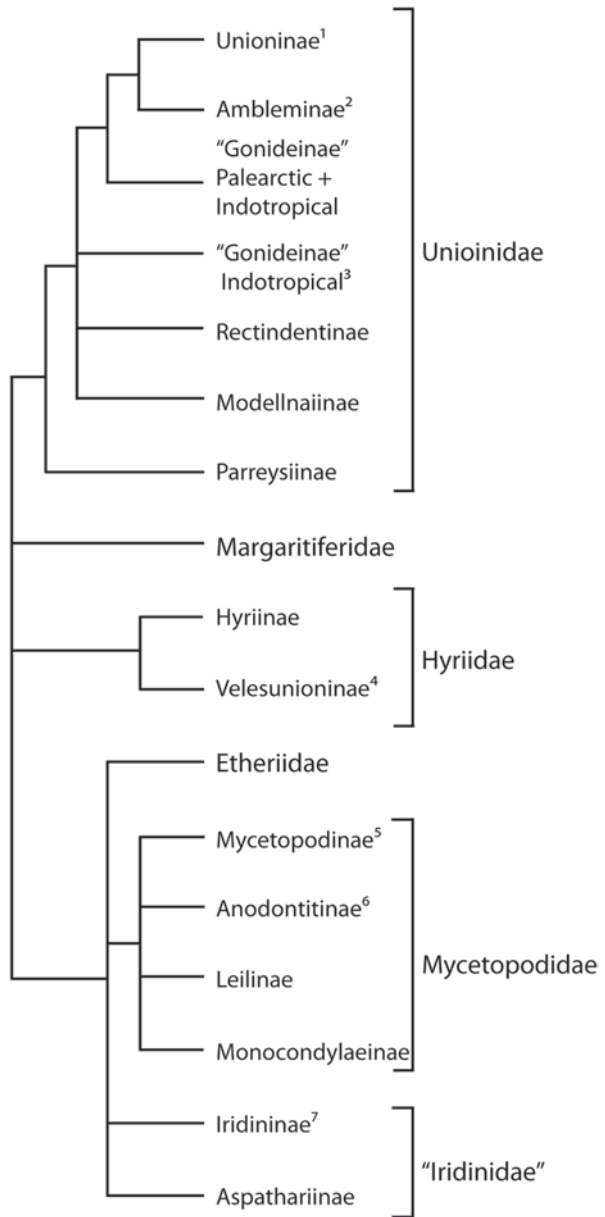 Unioninae¹
Ambleminae²
“Gonideinae”
Palearctic +
Indotropical
“Gonideinae”
Indotropical³
Unioinidae
Rectindentinae
Modellnaiinae
Parreysiinae
Margaritiferidae
Hyriinae
Hyriidae
Velesunioninae⁴
Etheriidae
Mycetopodinae⁵
Anodontitinae⁶
Mycetopodidae
Leilinae
Monocondylaeinae
Iridininae⁷
“Iridinidae”
Aspathariinae